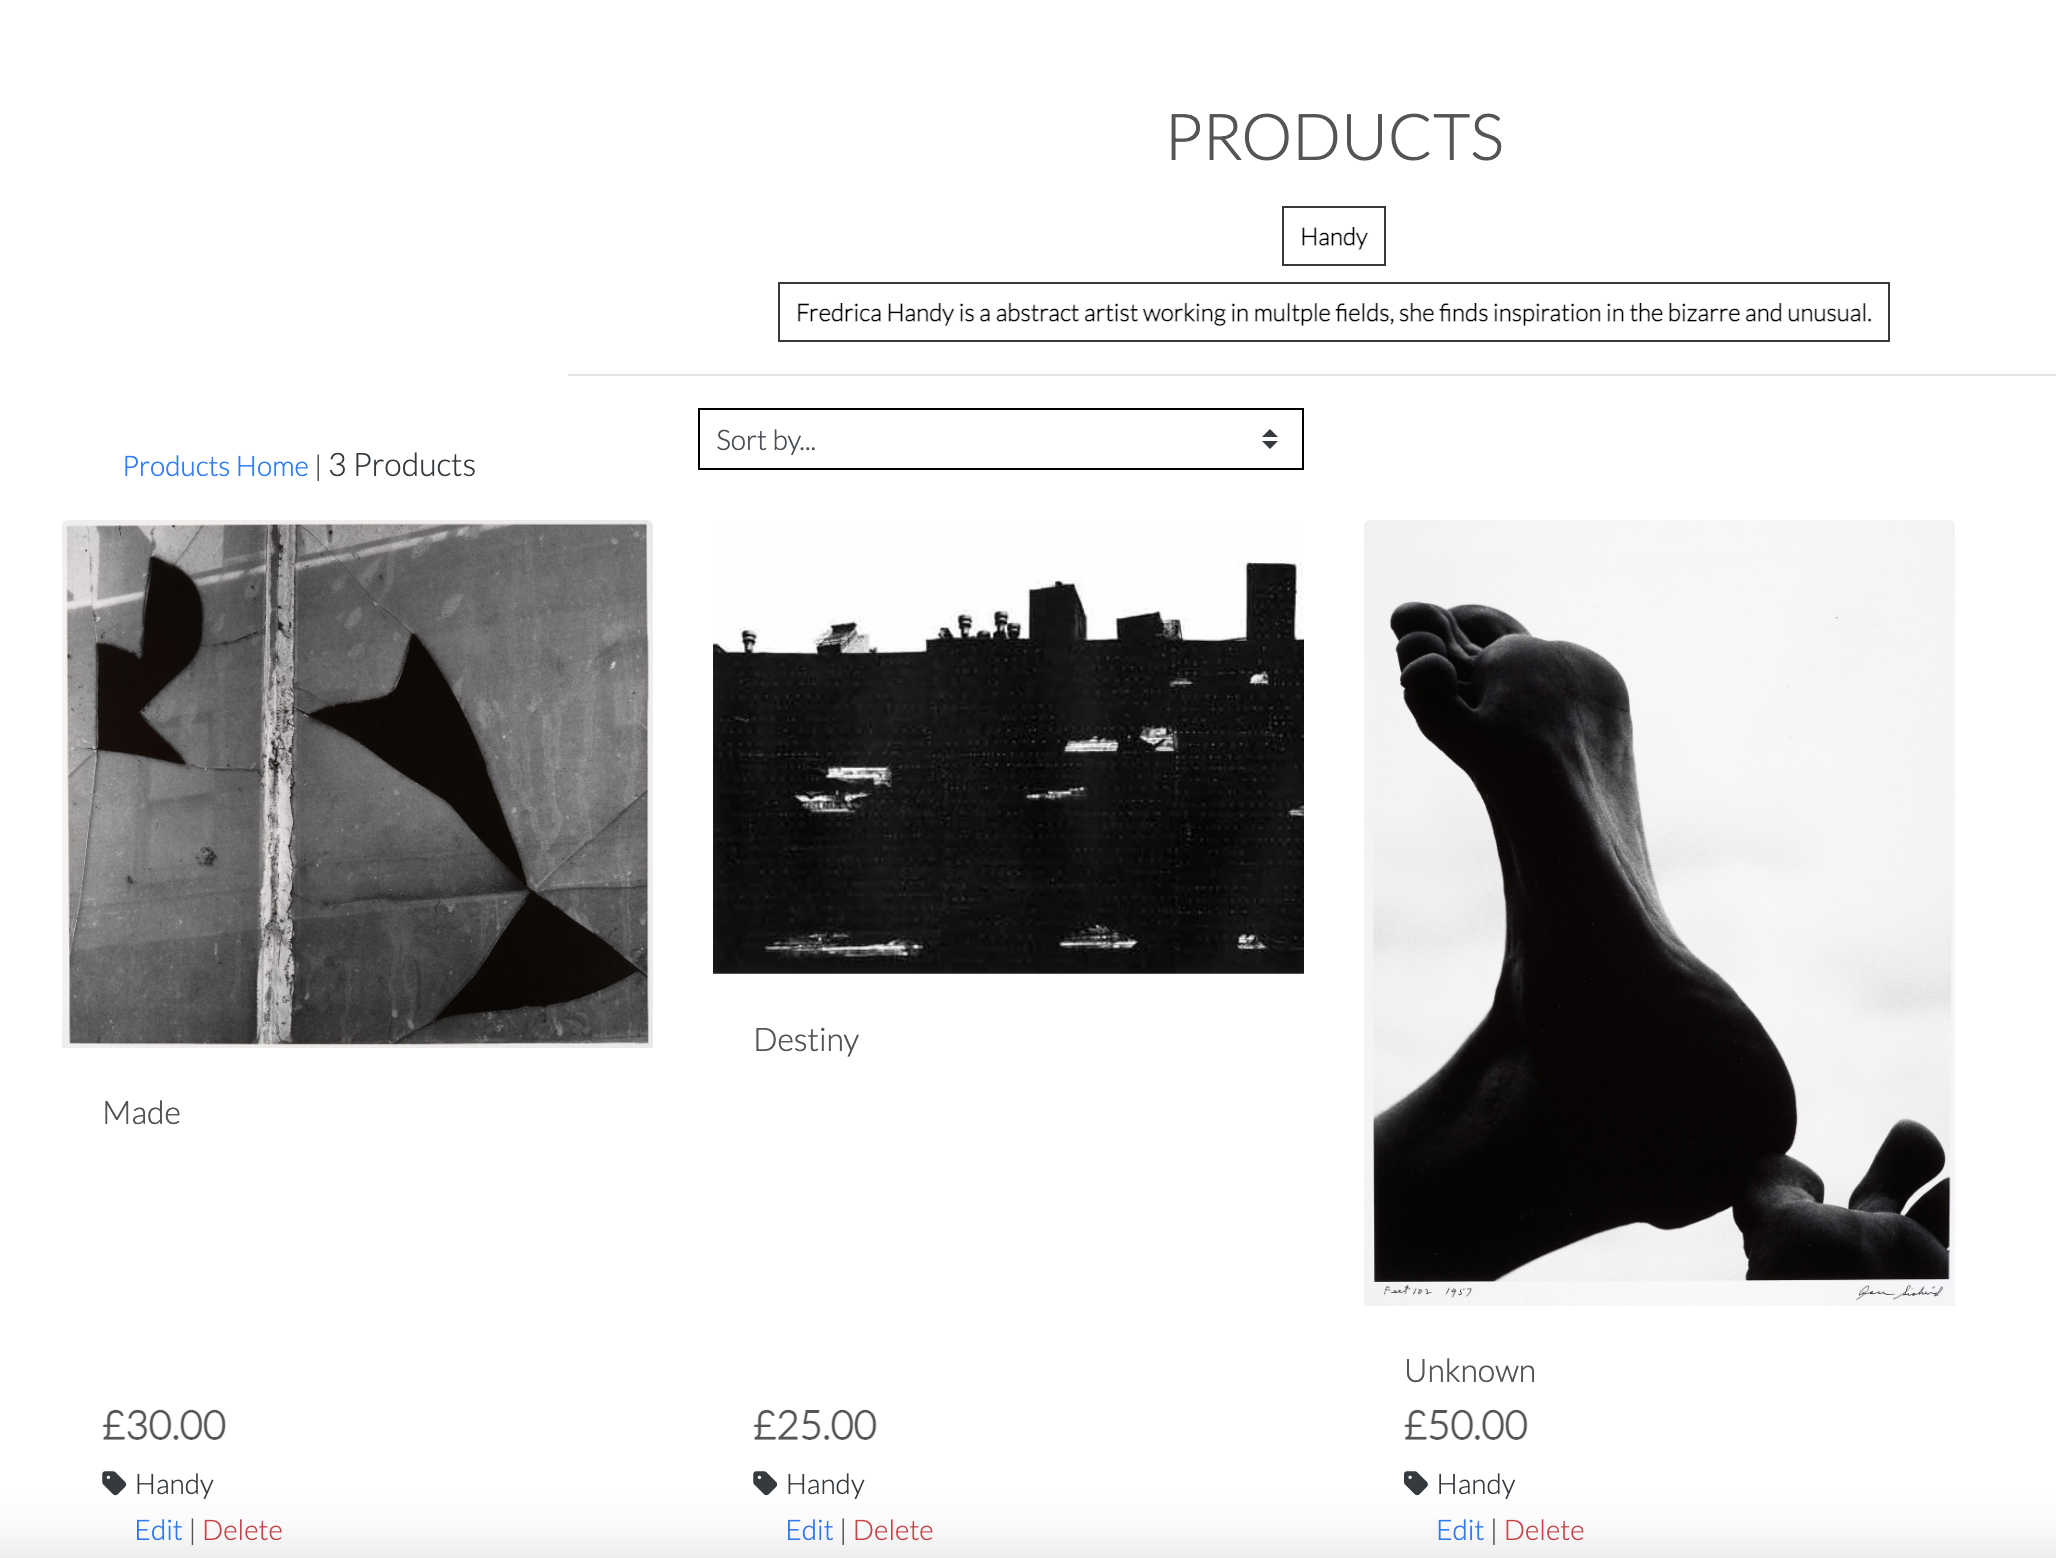 PRODUCTS
Handy
Fredrica Handy is a abstract artist working in multple fields, she finds inspiration in the bizarre and unusual.
Sort by...
Products Home | 3 Products
Feet 102 1957
Made
Destiny
Unknown
£30.00
£25.00
£50.00
Handy
Handy
Handy
Edit | Delete
Edit | Delete
Edit | Delete